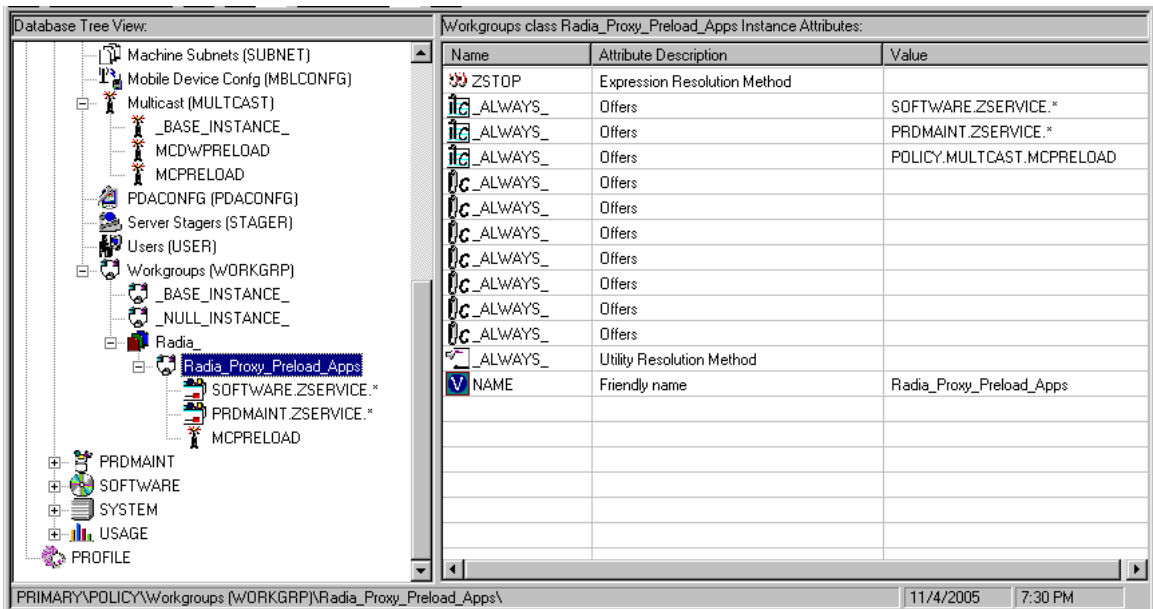 Database Tree View:
Machine Subnets (SUBNET)
Mobile Device Confg (MBLCONFG)
Multicast (MULTCAST)
_BASE_INSTANCE_
MCDWPRELOAD
MCPRELOAD
PDACONFG (PDACONFG)
Server Stagers (STAGER)
Users (USER)
Workgroups (WORKGRP)
_BASE_INSTANCE_
_NULL_INSTANCE_
Radia_
Radia_Proxy_Preload_Apps
SOFTWARE.ZSERVICE.*
PRDMAINT.ZSERVICE.*
MCPRELOAD
PRDMAINT
SOFTWARE
SYSTEM
USAGE
PROFILE
Workgroups class Radia_Proxy_Preload_Apps Instance Attributes:
Name Attribute Description Value
ZSTOP Expression Resolution Method
_ALWAYS_ Offers SOFTWARE.ZSERVICE.*
_ALWAYS_ Offers PRDMAINT.ZSERVICE.*
_ALWAYS_ Offers POLICY.MULTCAST.MCPRELOAD
_ALWAYS_ Offers
_ALWAYS_ Offers
_ALWAYS_ Offers
_ALWAYS_ Offers
_ALWAYS_ Offers
_ALWAYS_ Offers
_ALWAYS_ Offers
_ALWAYS_ Utility Resolution Method
V NAME Friendly name Radia_Proxy_Preload_Apps
PRIMARY\POLICY\Workgroups (WORKGRP)\Radia_Proxy_Preload_Apps\ 11/4/2005 7:30 PM